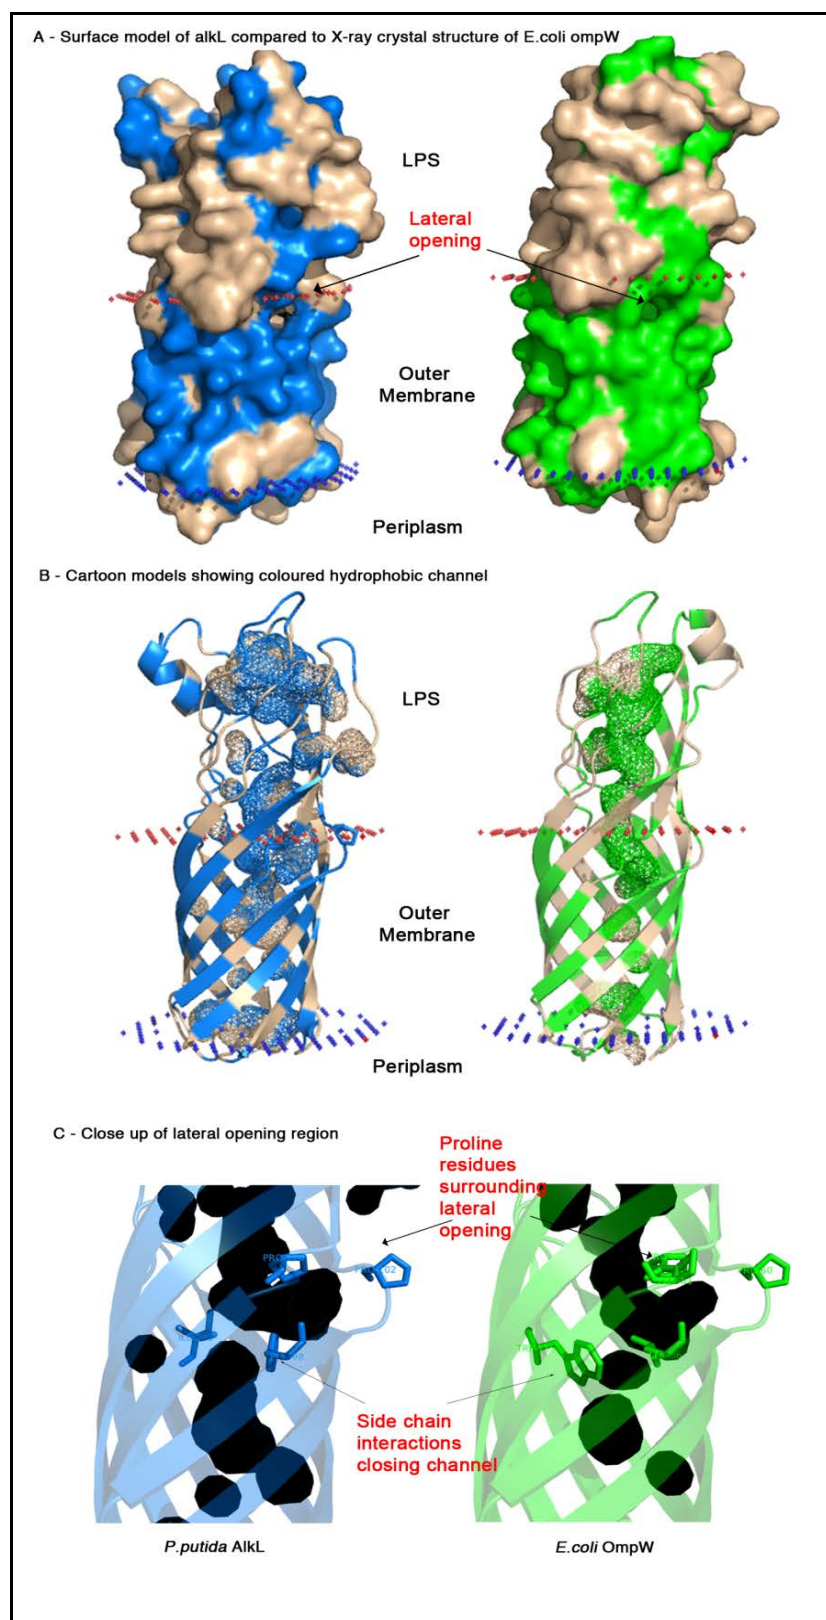 A - Surface model of alkL compared to X-ray crystal structure of E.coli ompW
LPS
Lateral
opening
Outer
Membrane
Periplasm
B - Cartoon models showing coloured hydrophobic channel
LPS
Outer
Membrane
Periplasm
C - Close up of lateral opening region
Proline
residues
surrounding
lateral
opening
PRO
Side chain
interactions
closing channel
P.putida AlkL
E.coli OmpW